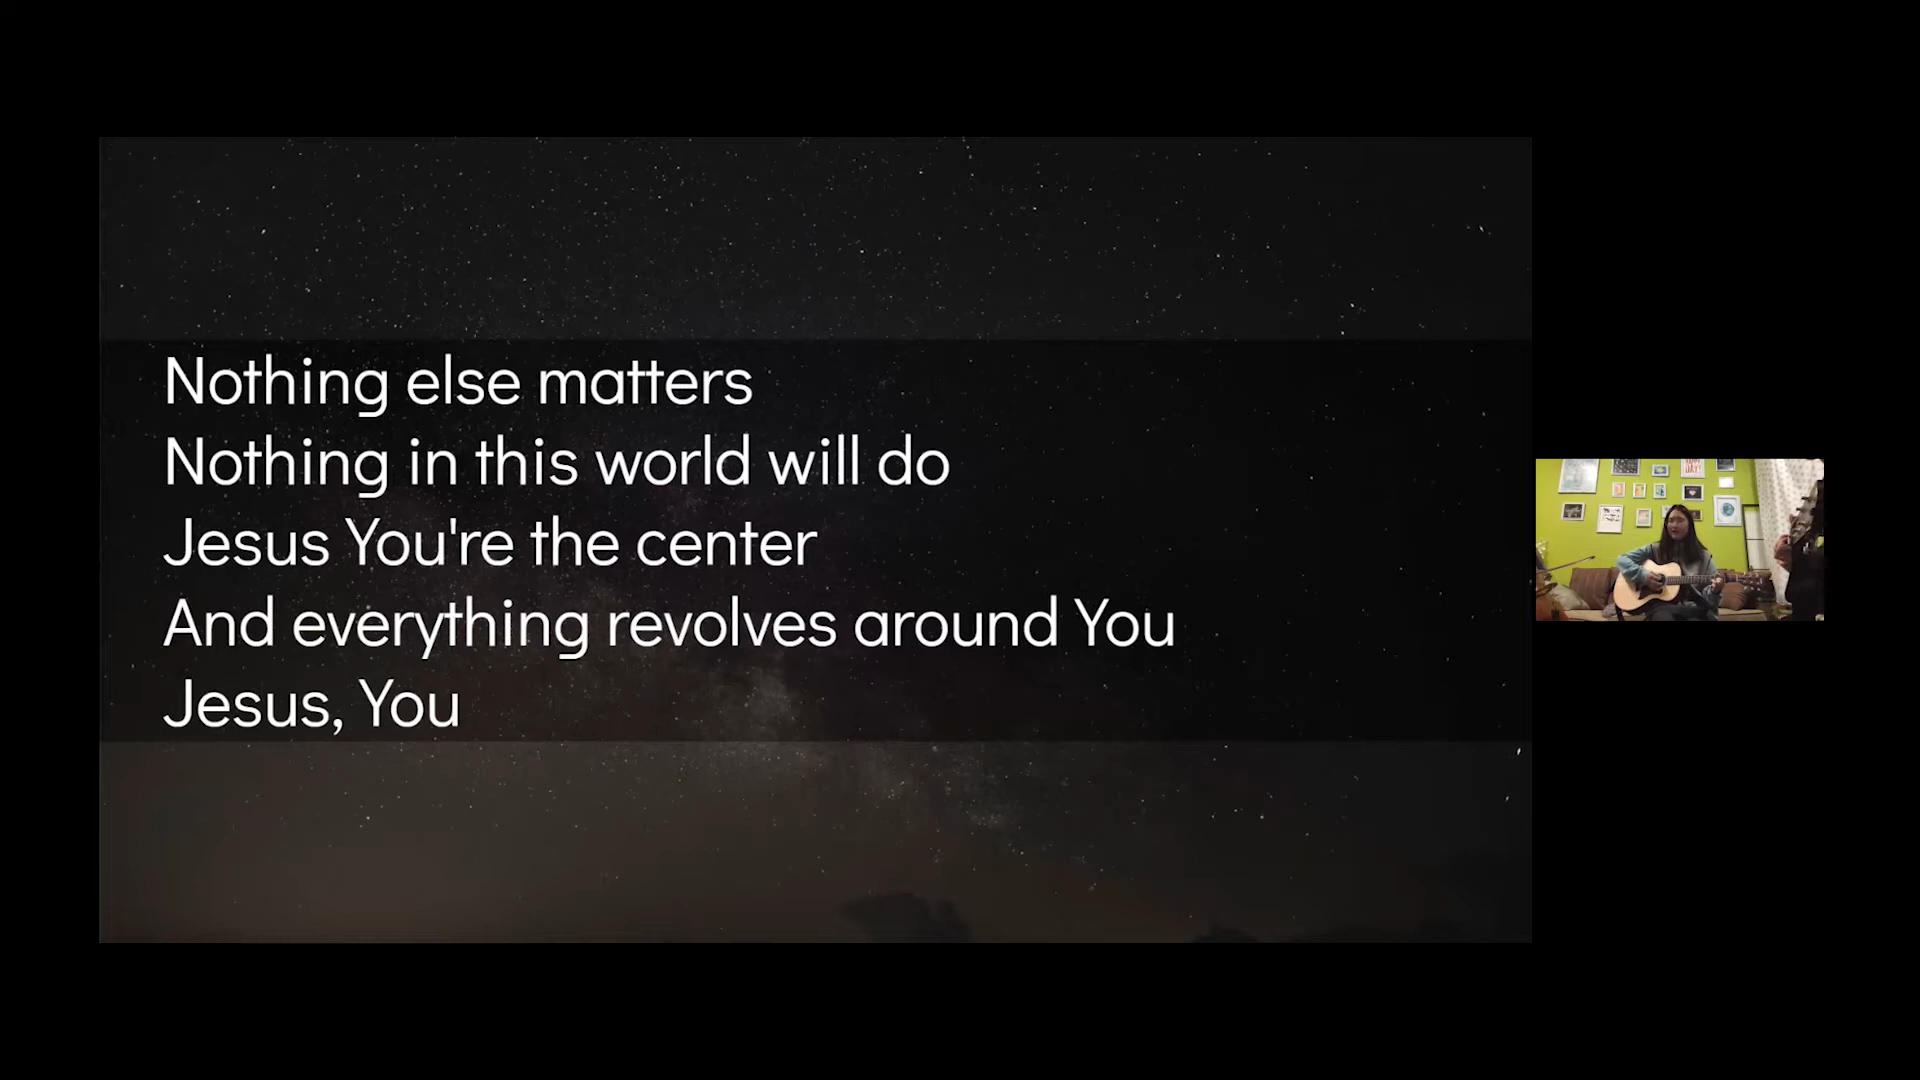 Nothing else matters
Nothing in this world will do
Jesus You're the center
And everything revolves around You
Jesus, You